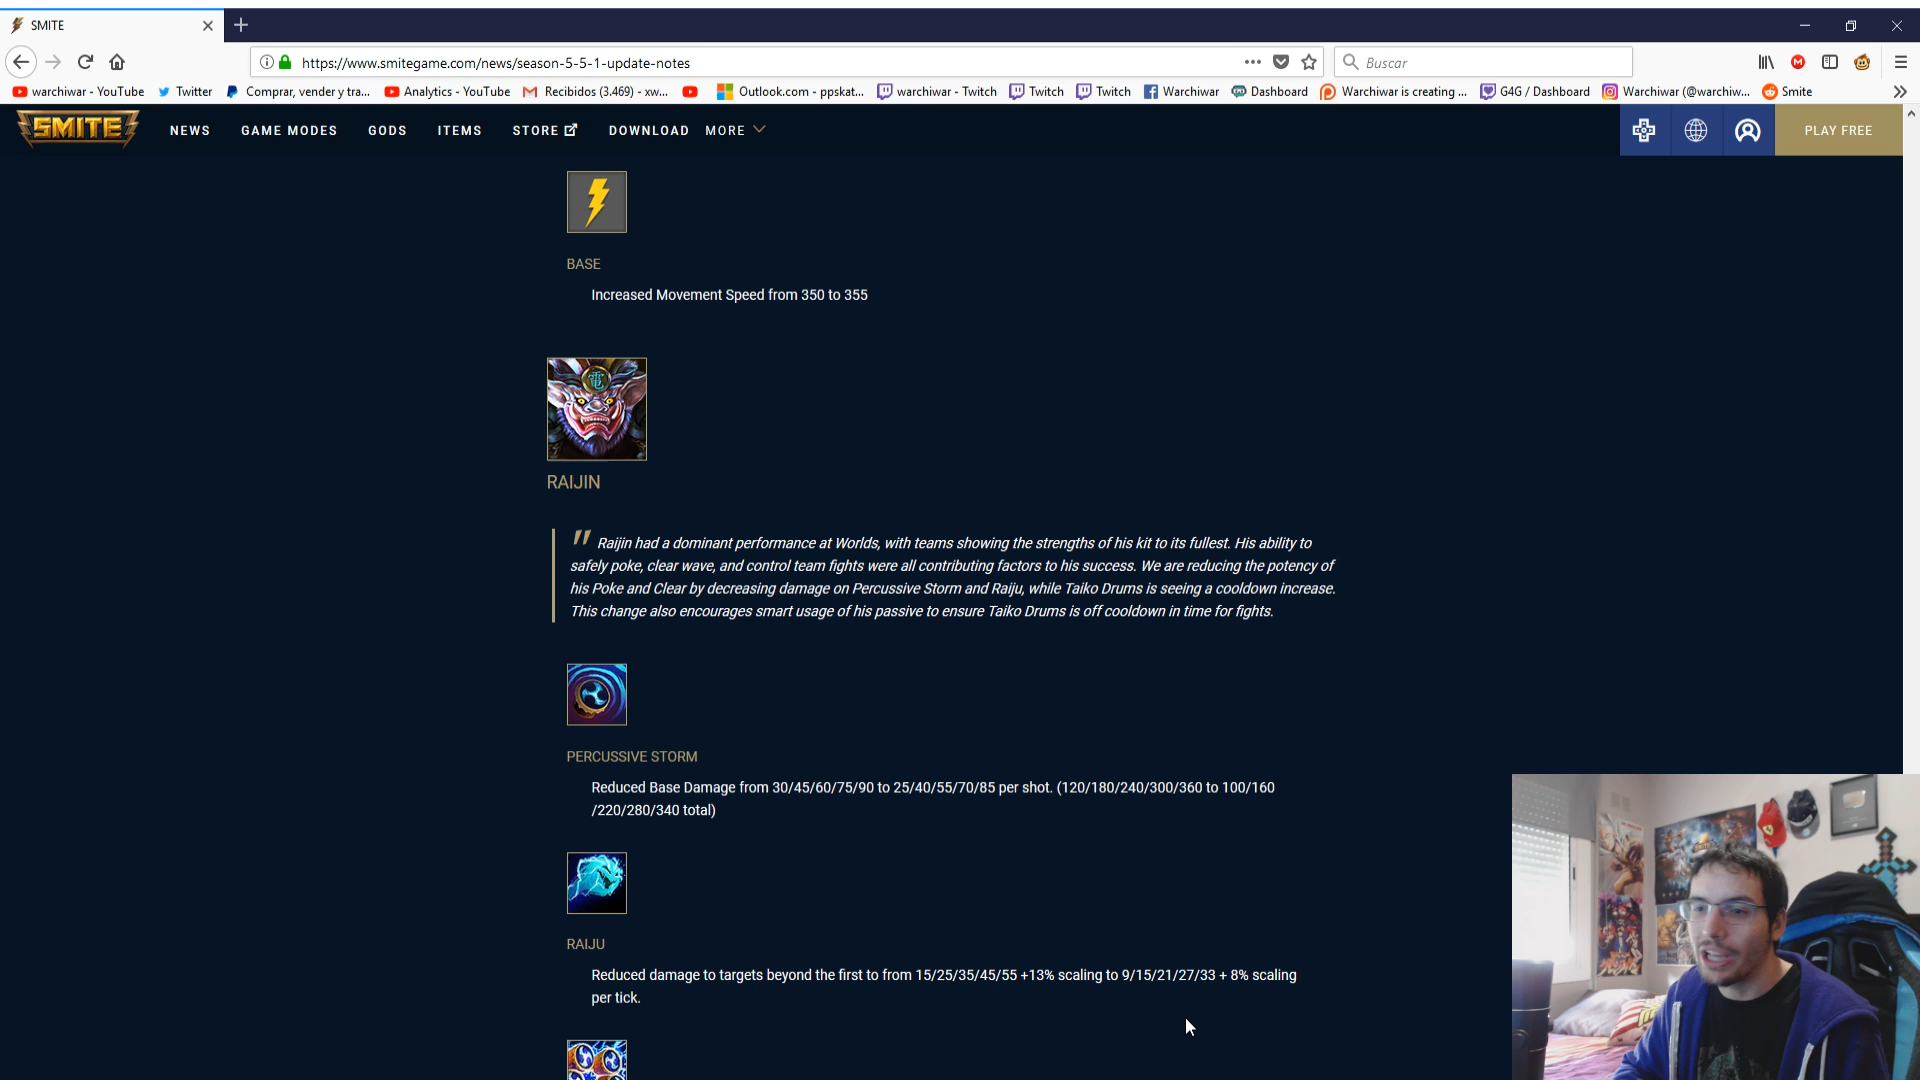 SMITE
https://www.smitegame.com/news/season-5-5-1-update-notes
Buscar
warchiwar - YouTube
Twitter
Comprar, vender y tra...
Analytics - YouTube
Recibidos (3.469) - xw...
Outlook.com - ppskat...
warchiwar - Twitch
Twitch
Twitch
Warchiwar
Dashboard
Warchiwar is creating ...
G4G / Dashboard
Warchiwar (@warchiw...
Smite
SMITE
NEWS
GAME MODES
GODS
ITEMS
STORE
DOWNLOAD
MORE
PLAY FREE
BASE
Increased Movement Speed from 350 to 355
電
RAIJIN
" Raijin had a dominant performance at Worlds, with teams showing the strengths of his kit to its fullest. His ability to
safely poke, clear wave, and control team fights were all contributing factors to his success. We are reducing the potency of
his Poke and Clear by decreasing damage on Percussive Storm and Raiju, while Taiko Drums is seeing a cooldown increase.
This change also encourages smart usage of his passive to ensure Taiko Drums is off cooldown in time for fights.
PERCUSSIVE STORM
Reduced Base Damage from 30/45/60/75/90 to 25/40/55/70/85 per shot. (120/180/240/300/360 to 100/160
/220/280/340 total)
RAIJU
Reduced damage to targets beyond the first to from 15/25/35/45/55 +13% scaling to 9/15/21/27/33 + 8% scaling
per tick.